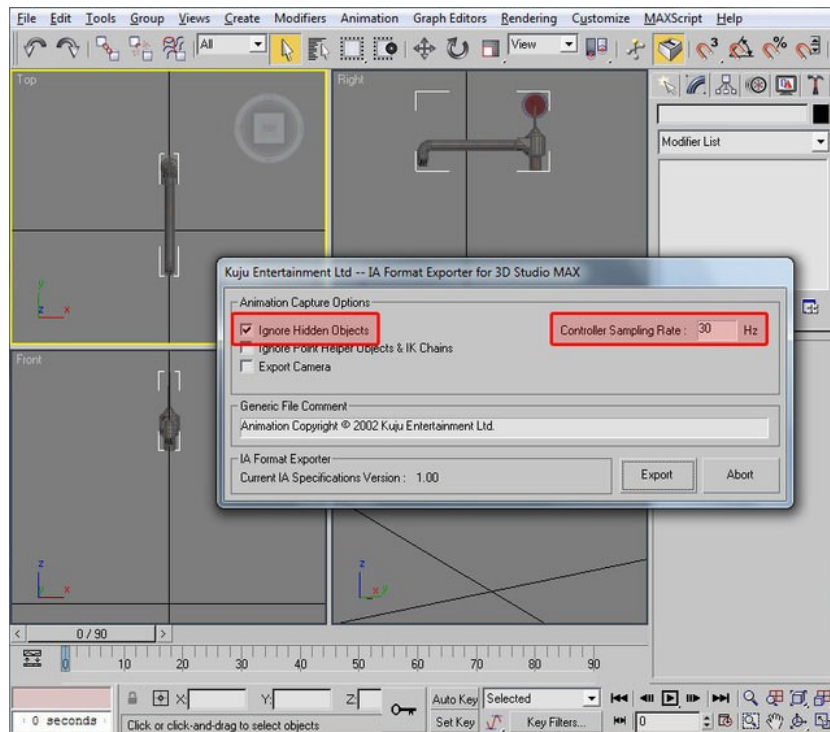 File Edit Tools Group Views Create Modifiers Animation Graph Editors Rendering Customize MAXScript Help
All
View
Top
Right
Modifier List
Kuju Entertainment Ltd -- IA Format Exporter for 3D Studio MAX
Animation Capture Options
Ignore Hidden Objects
Controller Sampling Rate : 30 Hz
Ignore Point Helper Objects & IK Chains
Export Camera
Generic File Comment
Animation Copyright © 2002 Kuju Entertainment Ltd.
IA Format Exporter
Current IA Specifications Version : 1.00
Export
Abort
y
z x
Front
z
y x
z
x y
< 0 / 90 >
0 10 20 30 40 50 60 70 80 90
X: Y: Z: Auto Key Selected
0 seconds Click or click-and-drag to select objects Set Key Key Filters... 0